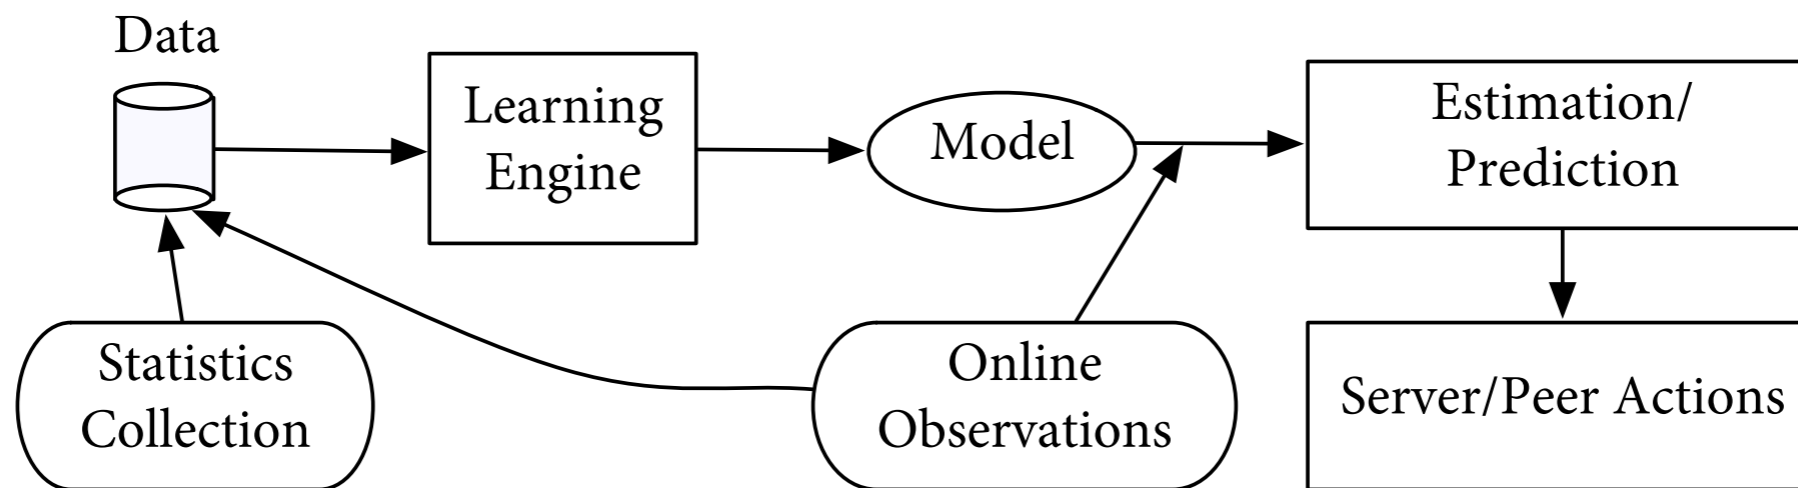 Data
Learning
Engine
Model
Estimation/
Prediction
Statistics
Collection
Online
Observations
Server/Peer Actions